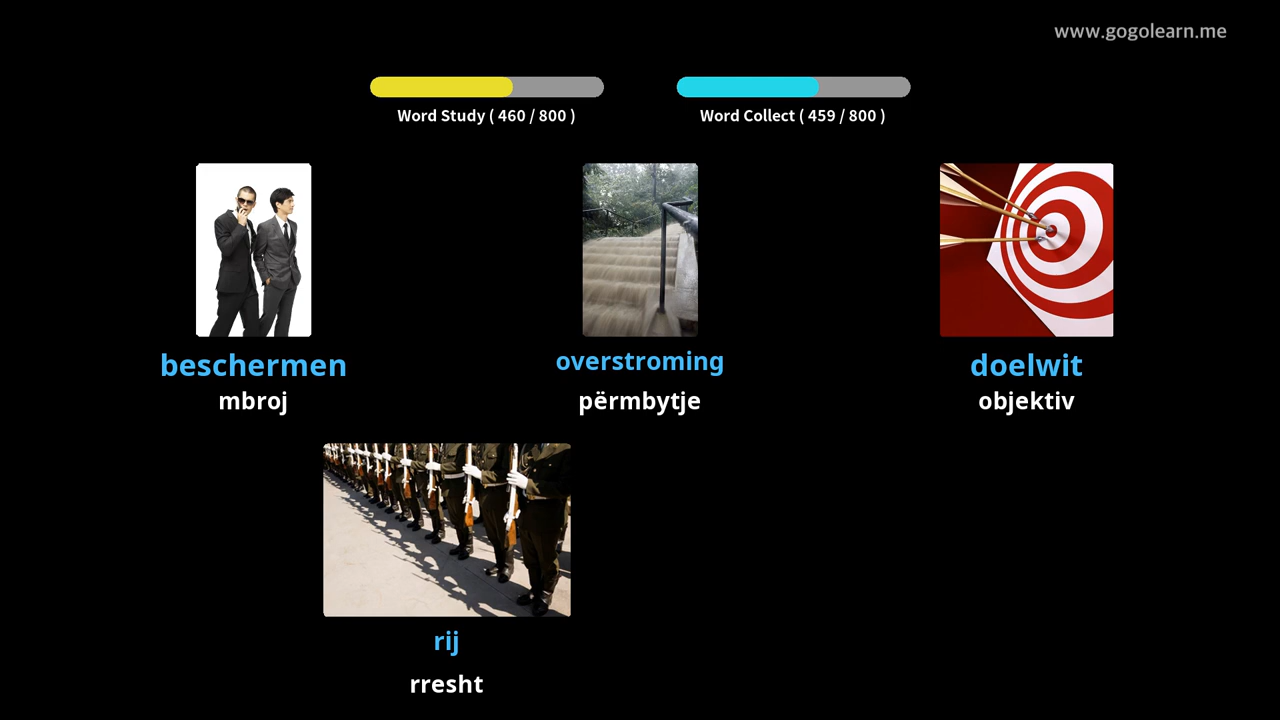 www.gogolearn.me
Word Study ( 460 / 800 )
Word Collect ( 459 / 800 )
beschermen
mbroj
overstroming
përmbytje
doelwit
objektiv
rij
rresht